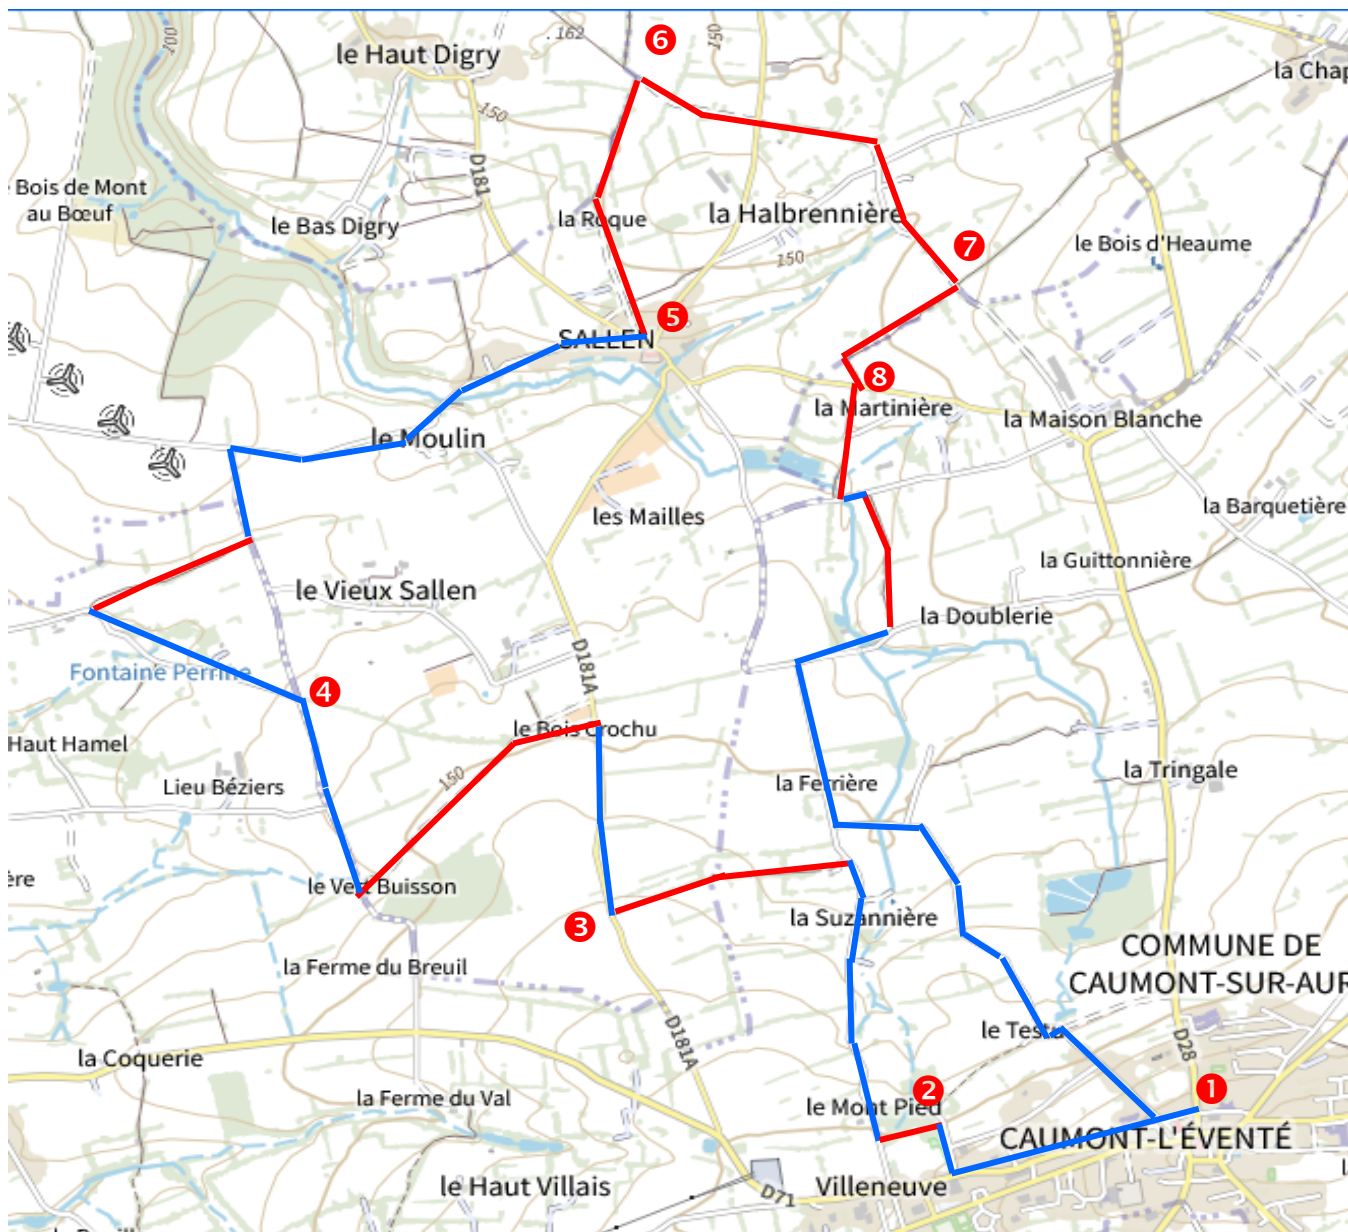 6
162
150
100
le Haut Digry
la Chap
150
D181
Bois de Mont
au Bœuf
le Bas Digry
la Roque
la Halbrennière
7
le Bois d'Heaume
150
5
SALLEN
8
la Martinière
la Maison Blanche
le Moulin
la Barquetière
les Mailles
la Guittonnière
le Vieux Sallen
la Doublerie
D181A
Fontaine Perrine
4
le Bois Crochu
Haut Hamel
la Tringale
150
Lieu Béziers
la Ferrière
ère
le Vert Buisson
la Suzannière
3
COMMUNE DE
CAUMONT-SUR-AUR
la Ferme du Breuil
le Testu
D28
D181A
la Coquerie
2
1
la Ferme du Val
le Mont Pied
CAUMONT-L'ÉVENTÉ
le Haut Villais
D71
Villeneuve